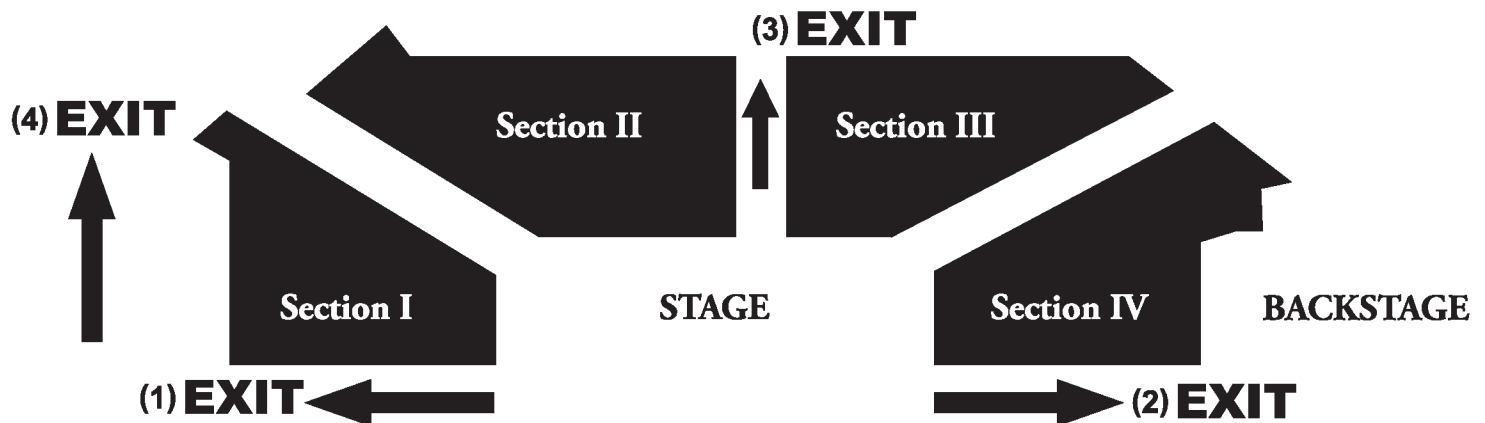 (3) EXIT
(4) EXIT
Section II
Section III
Section I
STAGE
Section IV
BACKSTAGE
(1) EXIT
(2) EXIT